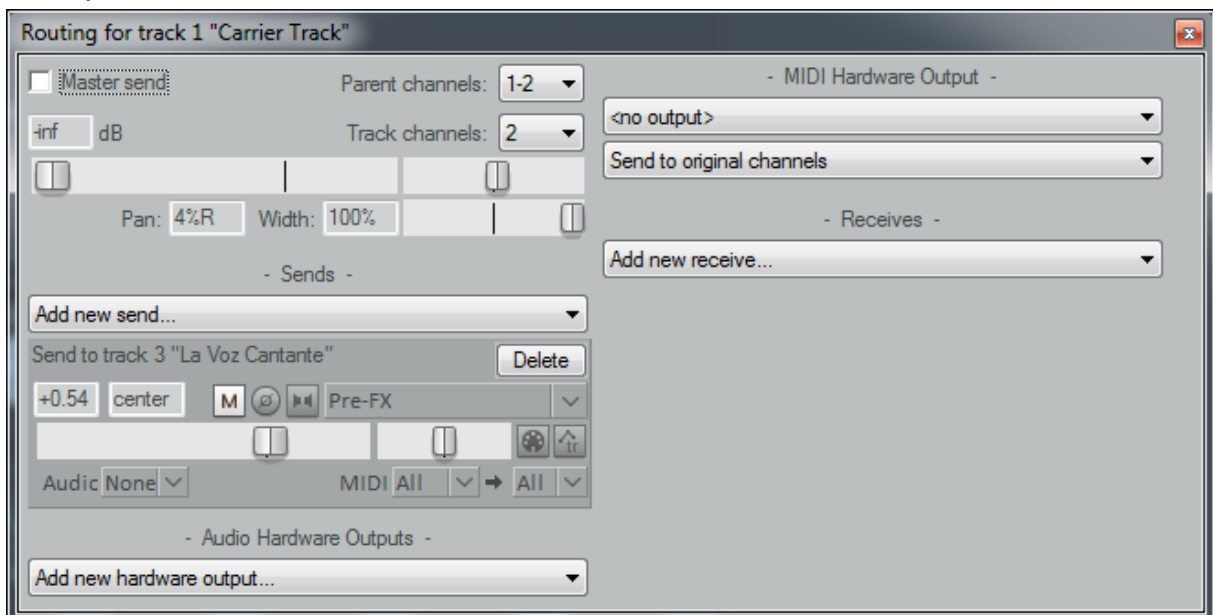 Routing for track 1 "Carrier Track"
Master send Parent channels: 1-2
-inf dB Track channels: 2
Pan: 4%R Width: 100%
- Sends -
Add new send...
Send to track 3 "La Voz Cantante" Delete
+0.54 center M Ø Pre-FX
tr
Audic None MIDI All → All
- Audio Hardware Outputs -
Add new hardware output...
- MIDI Hardware Output -
<no output>
Send to original channels
- Receives -
Add new receive...